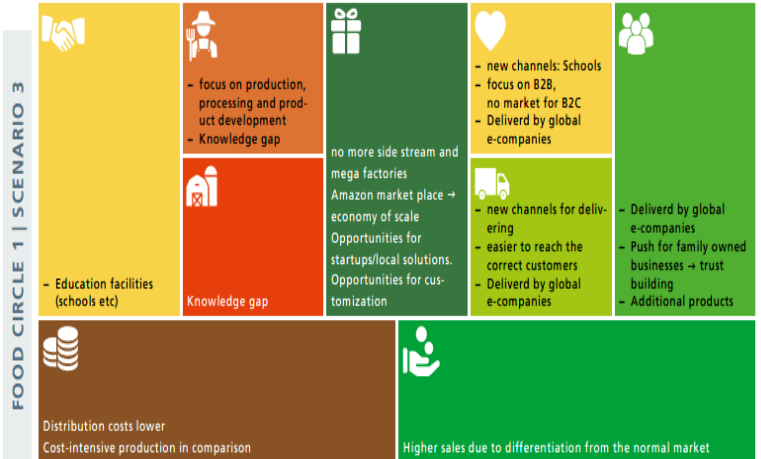 FOOD CIRCLE 1 | SCENARIO 3
– Education facilities
(schools etc)
– focus on production,
processing and prod-
uct development
– Knowledge gap
Knowledge gap
no more side stream and
mega factories
Amazon market place →
economy of scale
Opportunities for
startups/local solutions.
Opportunities for cus-
tomization
– new channels: Schools
– focus on B2B,
no market for B2C
– Deliverd by global
e-companies
– new channels for deliv-
ering
– easier to reach the
correct customers
– Deliverd by global
e-companies
– Deliverd by global
e-companies
– Push for family owned
businesses → trust
building
– Additional products
Distribution costs lower
Cost-intensive production in comparison
Higher sales due to differentiation from the normal market